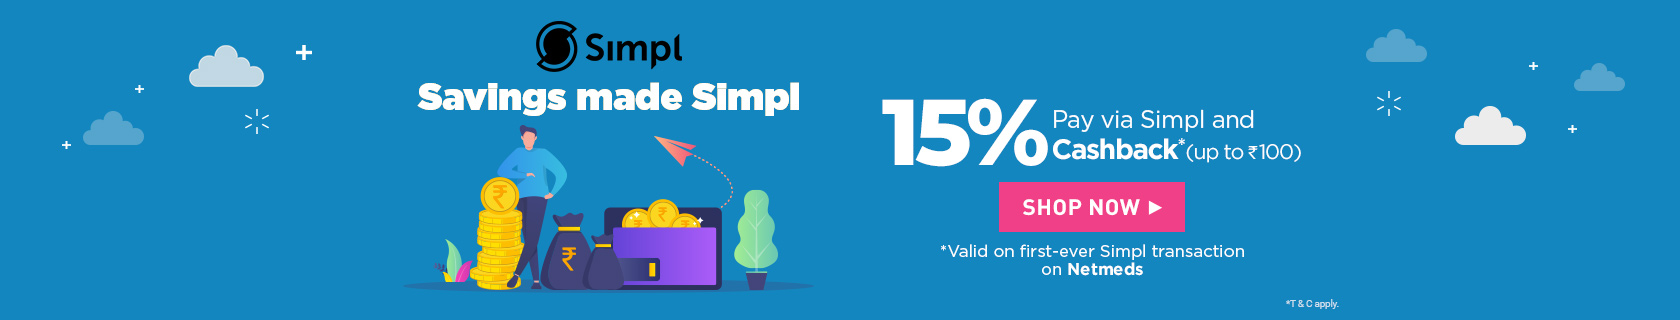 Simpl
Savings made Simpl
15% Pay via Simpl and
Cashback* (up to ₹100)
SHOP NOW ▶
*Valid on first-ever Simpl transaction
on Netmeds
*T & C apply.